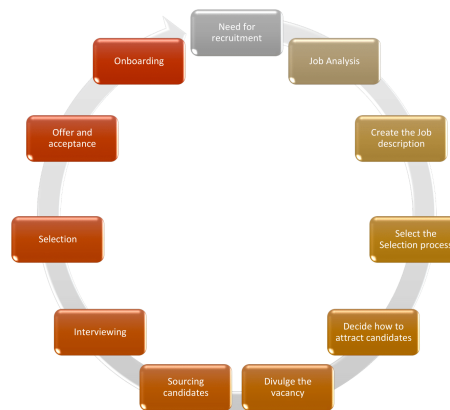 Need for
recruitment
Job Analysis
Create the Job
description
Select the
Selection process
Decide how to
attract candidates
Divulge the
vacancy
Sourcing
candidates
Interviewing
Selection
Offer and
acceptance
Onboarding